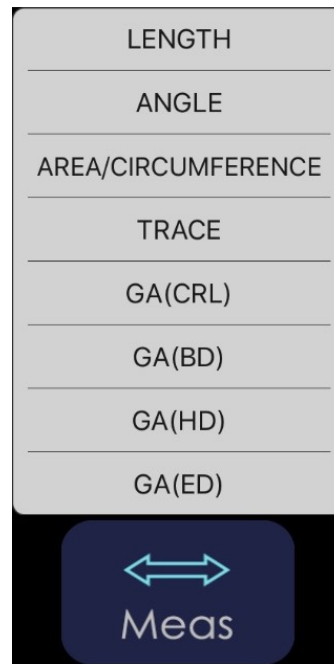 LENGTH
ANGLE
AREA/CIRCUMFERENCE
TRACE
GA(CRL)
GA(BD)
GA(HD)
GA(ED)
Meas